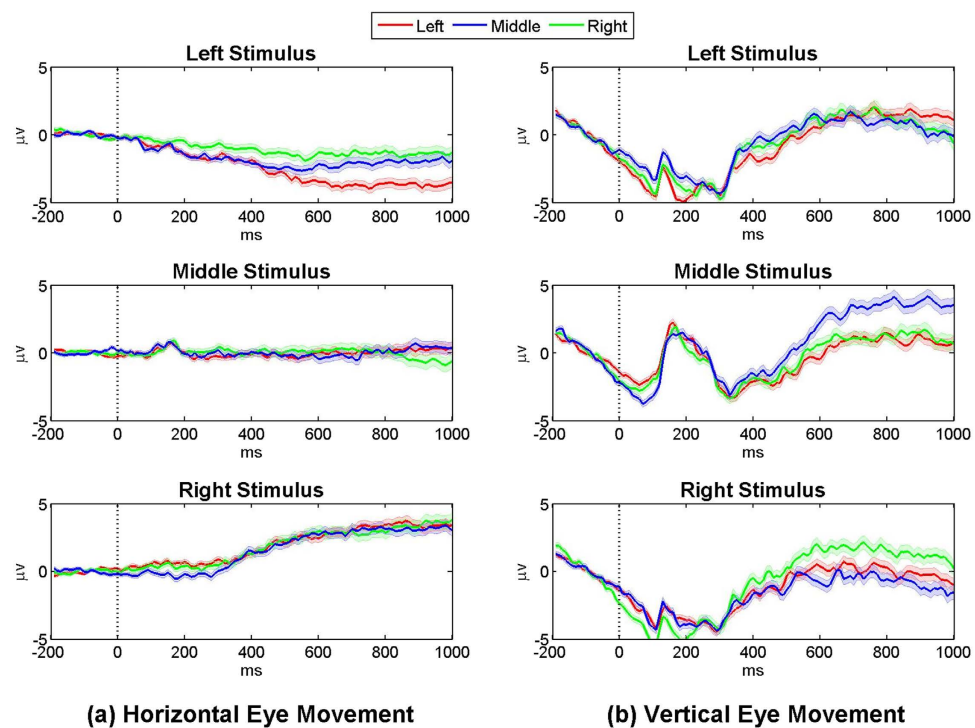 Left Middle Right
Left Stimulus
5
0
-5
μv
-200 0 200 400 600 800 1000
ms
Middle Stimulus
5
0
-5
μv
-200 0 200 400 600 800 1000
ms
Right Stimulus
5
0
-5
μv
-200 0 200 400 600 800 1000
ms
(a) Horizontal Eye Movement
Left Stimulus
5
0
-5
μv
-200 0 200 400 600 800 1000
ms
Middle Stimulus
5
0
-5
μv
-200 0 200 400 600 800 1000
ms
Right Stimulus
5
0
-5
μv
-200 0 200 400 600 800 1000
ms
(b) Vertical Eye Movement